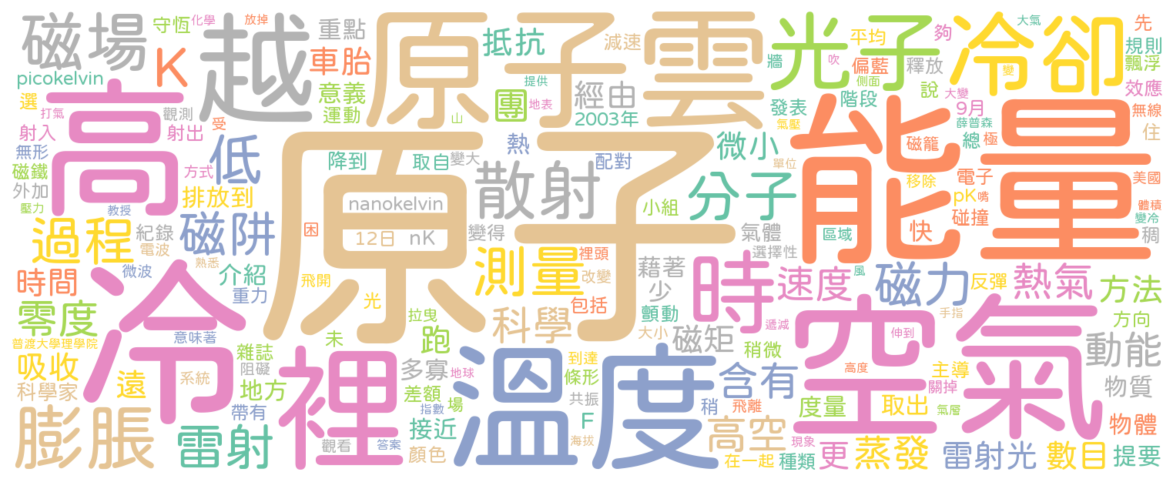 磁場 守恆 化學 放掉 越 原子雲 抵抗 減速 重點 光子 平均 夠 大氣 冷卻 先
picokelvin K 車胎 提供 牆 吹 偏藍 釋放 規則 飄浮
選 打氣 觀測 意義 運動 山 地表 團 經由 2003年 側面 發表 階段 說 大變 變 效應
射入 射出 受 高 氣壓 薛普森 9月 無線
無形 低 熱 微小 能量 磁籠 總 極 住
磁鐵 方式 降到 取自 變大 配對 原子 散射 分子 單位 移除 電子 美國
外加 排放到 nanokelvin 小組 pK 嘴 體積
壓力 教授 過程 紀錄 磁阱 困 12日 nK 變得 氣體 區域 快 碰撞 變冷 稠
電波 熟悉 裡頭 選擇性
時間 微波 介紹 飛開 測量 改變 藉著 少 時 速度 風 磁力 反彈 熱氣 方法
零度 重力 光 拉曳 包括 顫動 手指 方向
冷 意味著 未 跑 科學 大小 磁矩 遞減 空氣 伸到
普渡大學理學院 雜誌 阻礙 稍微 動能
吸收 裡 多寡 地球 溫度 到達 高度 主導
科學家 遠 系統 地方 差額 條形 共振 稍 飛離 含有 關掉 物質
膨脹 帶有 指數 場 接近 F 度量 取出 氣層 物體
雷射 觀看 顏色 答案 海拔 高空 現象 在一起 種類 更 蒸發 雷射光 數目 提要